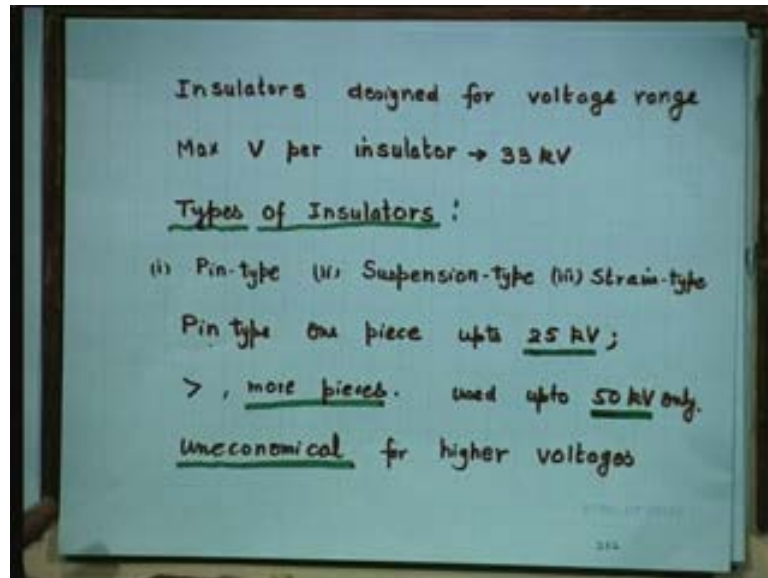 Insulators designed for voltage range
Max V per insulator → 33 kV
Types of Insulators :
(i) Pin-type (ii) Suspension-type (iii) Strain-type
Pin type one piece upto 25 kV ;
> , more pieces. used upto 50 kV only.
Uneconomical for higher voltages